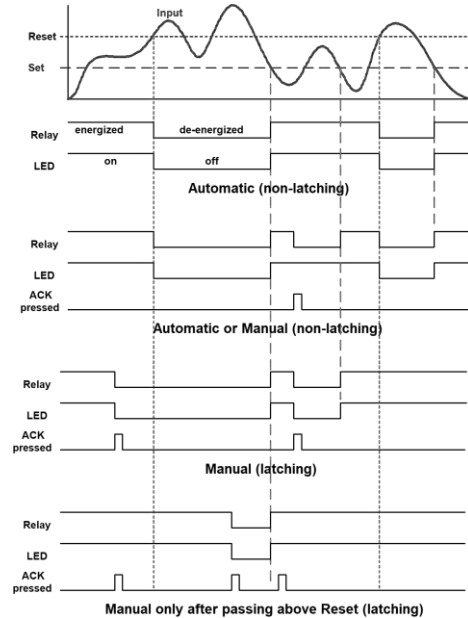 Input
Reset
Set
energized de-energized
Relay
LED
on off
Automatic (non-latching)
Relay
LED
ACK
pressed
Automatic or Manual (non-latching)
Relay
LED
ACK
pressed
Manual (latching)
Relay
LED
ACK
pressed
Manual only after passing above Reset (latching)